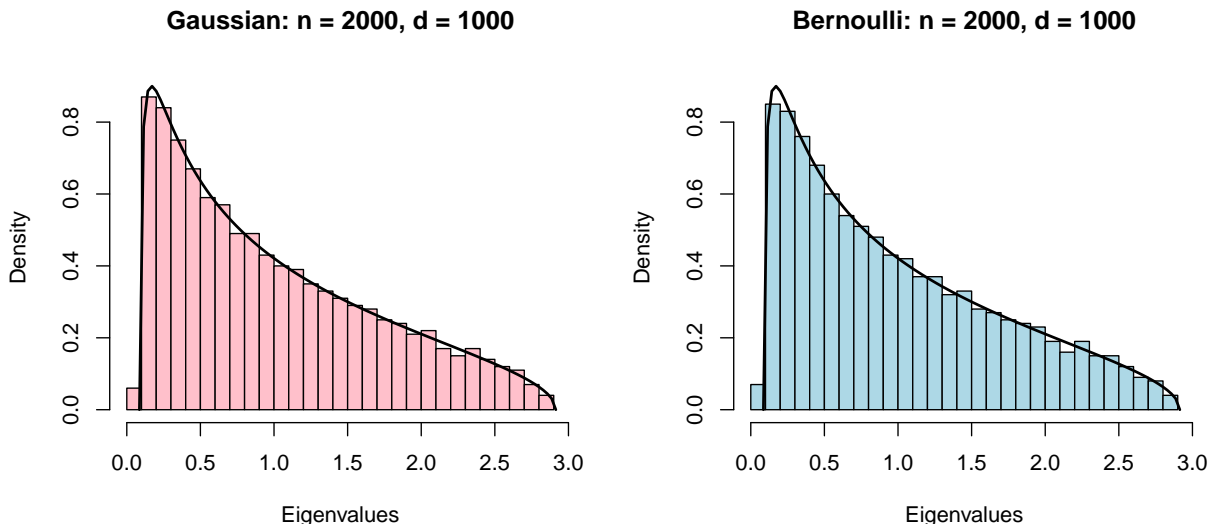 Gaussian: n = 2000, d = 1000
Density
0.0 0.2 0.4 0.6 0.8
0.0 0.5 1.0 1.5 2.0 2.5 3.0
Eigenvalues
Bernoulli: n = 2000, d = 1000
Density
0.0 0.2 0.4 0.6 0.8
0.0 0.5 1.0 1.5 2.0 2.5 3.0
Eigenvalues